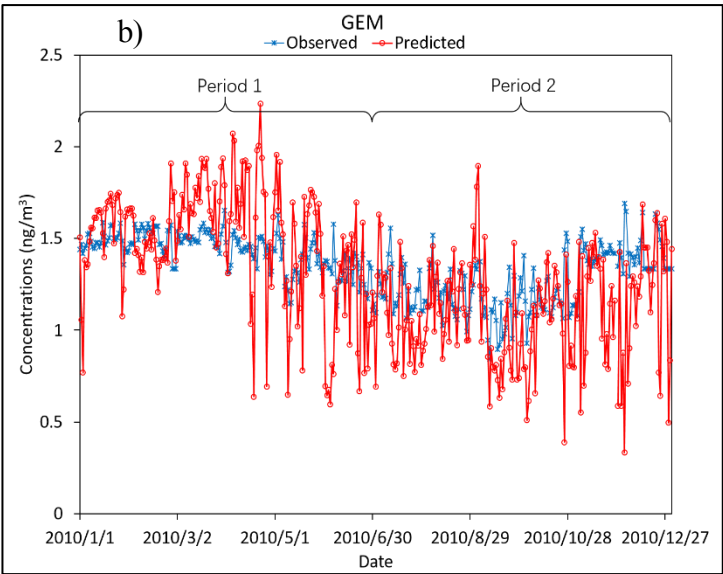 b)
GEM
Observed Predicted
2.5
Period 1
Period 2
2
1.5
1
0.5
0
Concentrations (ng/m³)
2010/1/1 2010/3/2 2010/5/1 2010/6/30 2010/8/29 2010/10/28 2010/12/27
Date